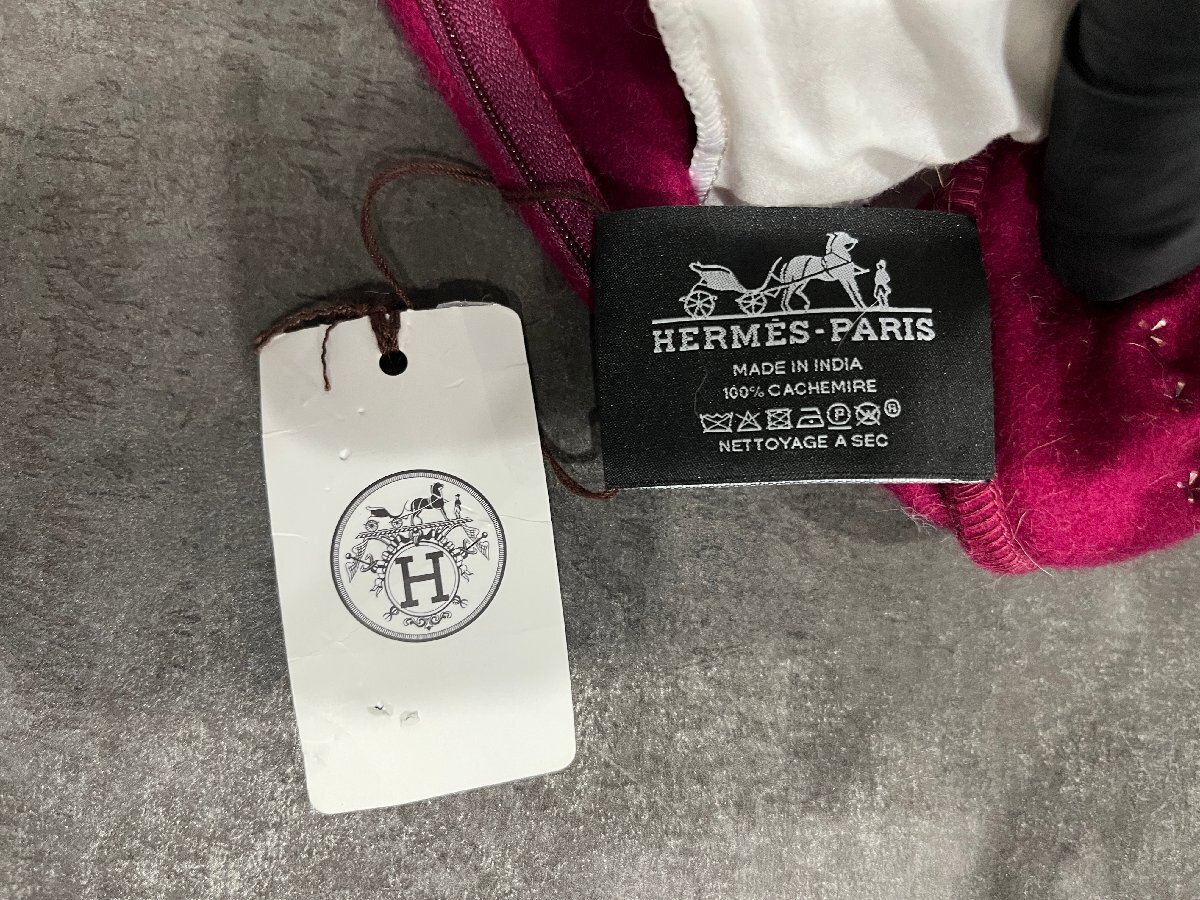 HERMÈS-PARIS
MADE IN INDIA
100% CACHEMIRE
P ®
NETTOYAGE A SEC
H